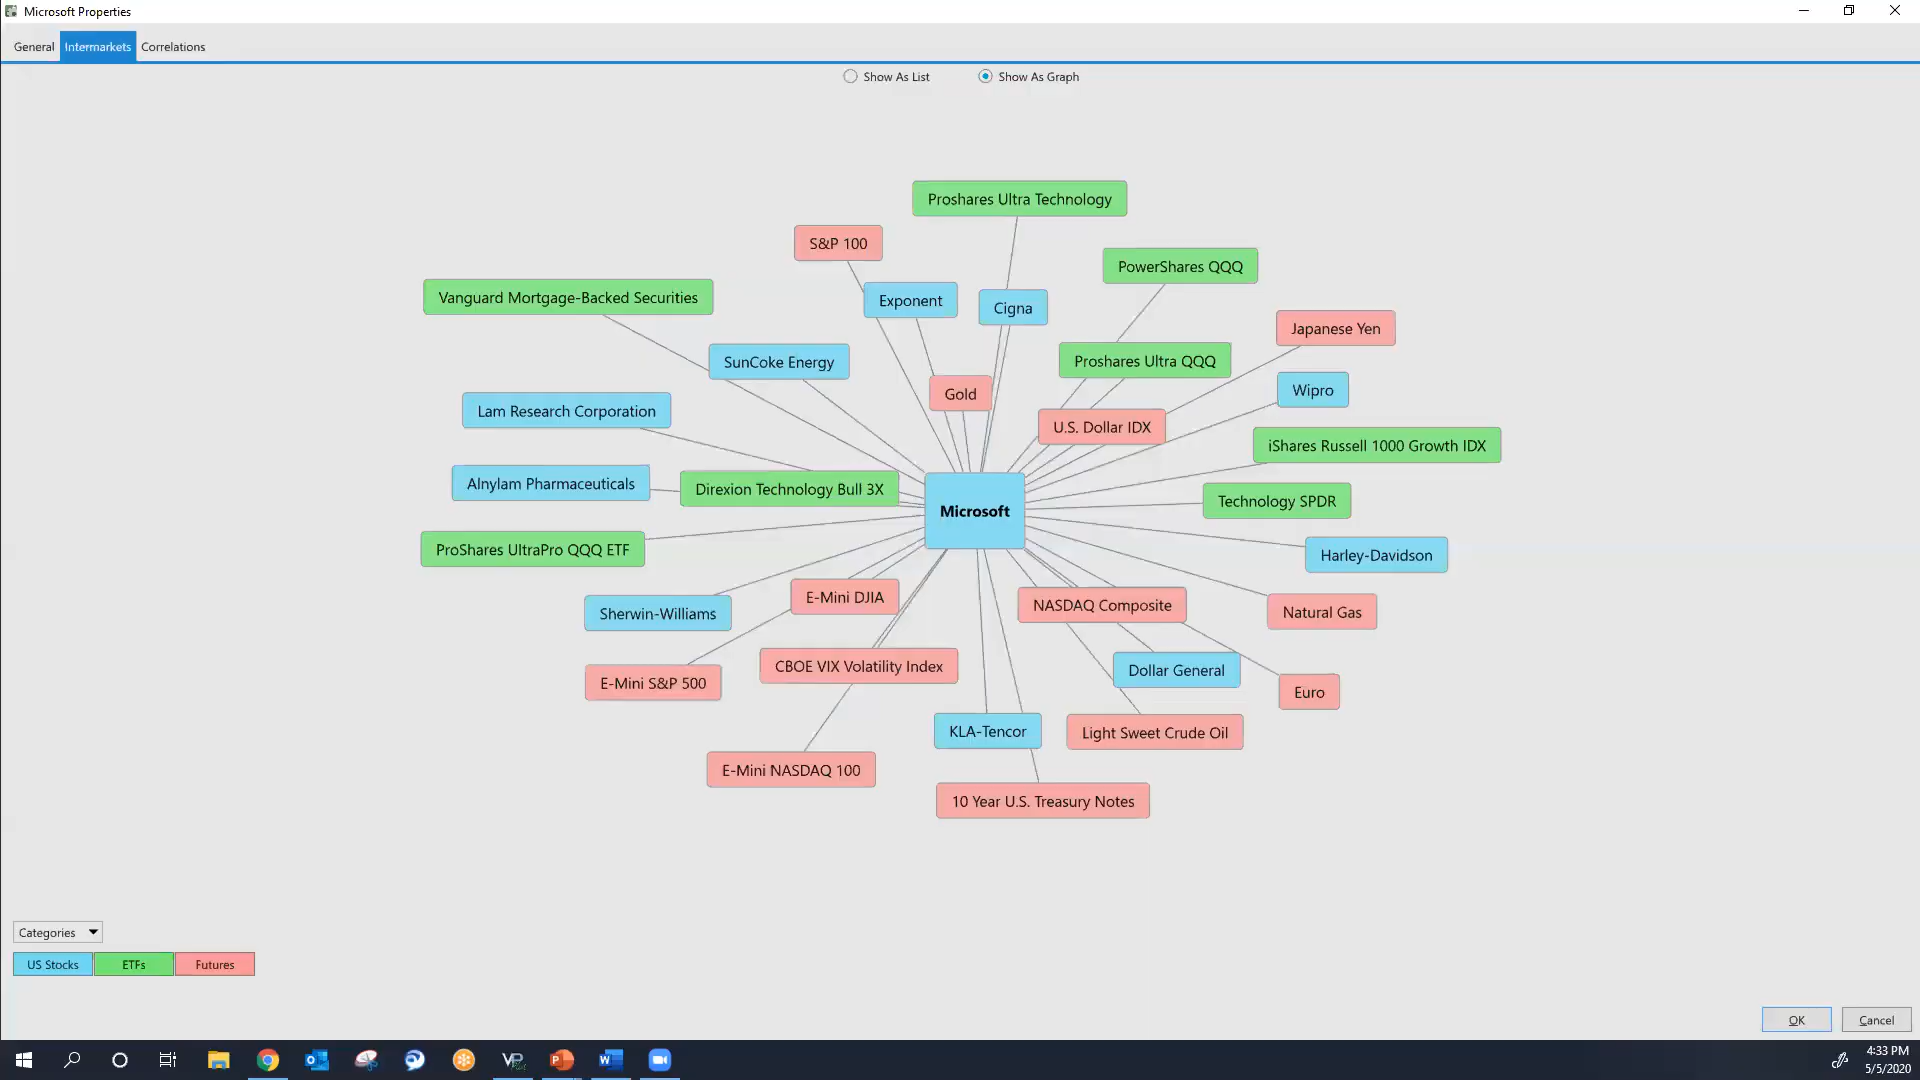 Microsoft Properties
General Intermarkets Correlations
Show As List Show As Graph
Proshares Ultra Technology
S&P 100
PowerShares QQQ
Vanguard Mortgage-Backed Securities
Exponent
Cigna
Japanese Yen
SunCoke Energy
Proshares Ultra QQQ
Gold
Wipro
Lam Research Corporation
U.S. Dollar IDX
iShares Russell 1000 Growth IDX
Alnylam Pharmaceuticals
Direxion Technology Bull 3X
Microsoft
Technology SPDR
ProShares UltraPro QQQ ETF
Harley-Davidson
Sherwin-Williams
E-Mini DJIA
NASDAQ Composite
Natural Gas
E-Mini S&P 500
CBOE VIX Volatility Index
Dollar General
Euro
KLA-Tencor
Light Sweet Crude Oil
E-Mini NASDAQ 100
10 Year U.S. Treasury Notes
Categories
US Stocks ETFs Futures
OK Cancel
4:33 PM
5/5/2020